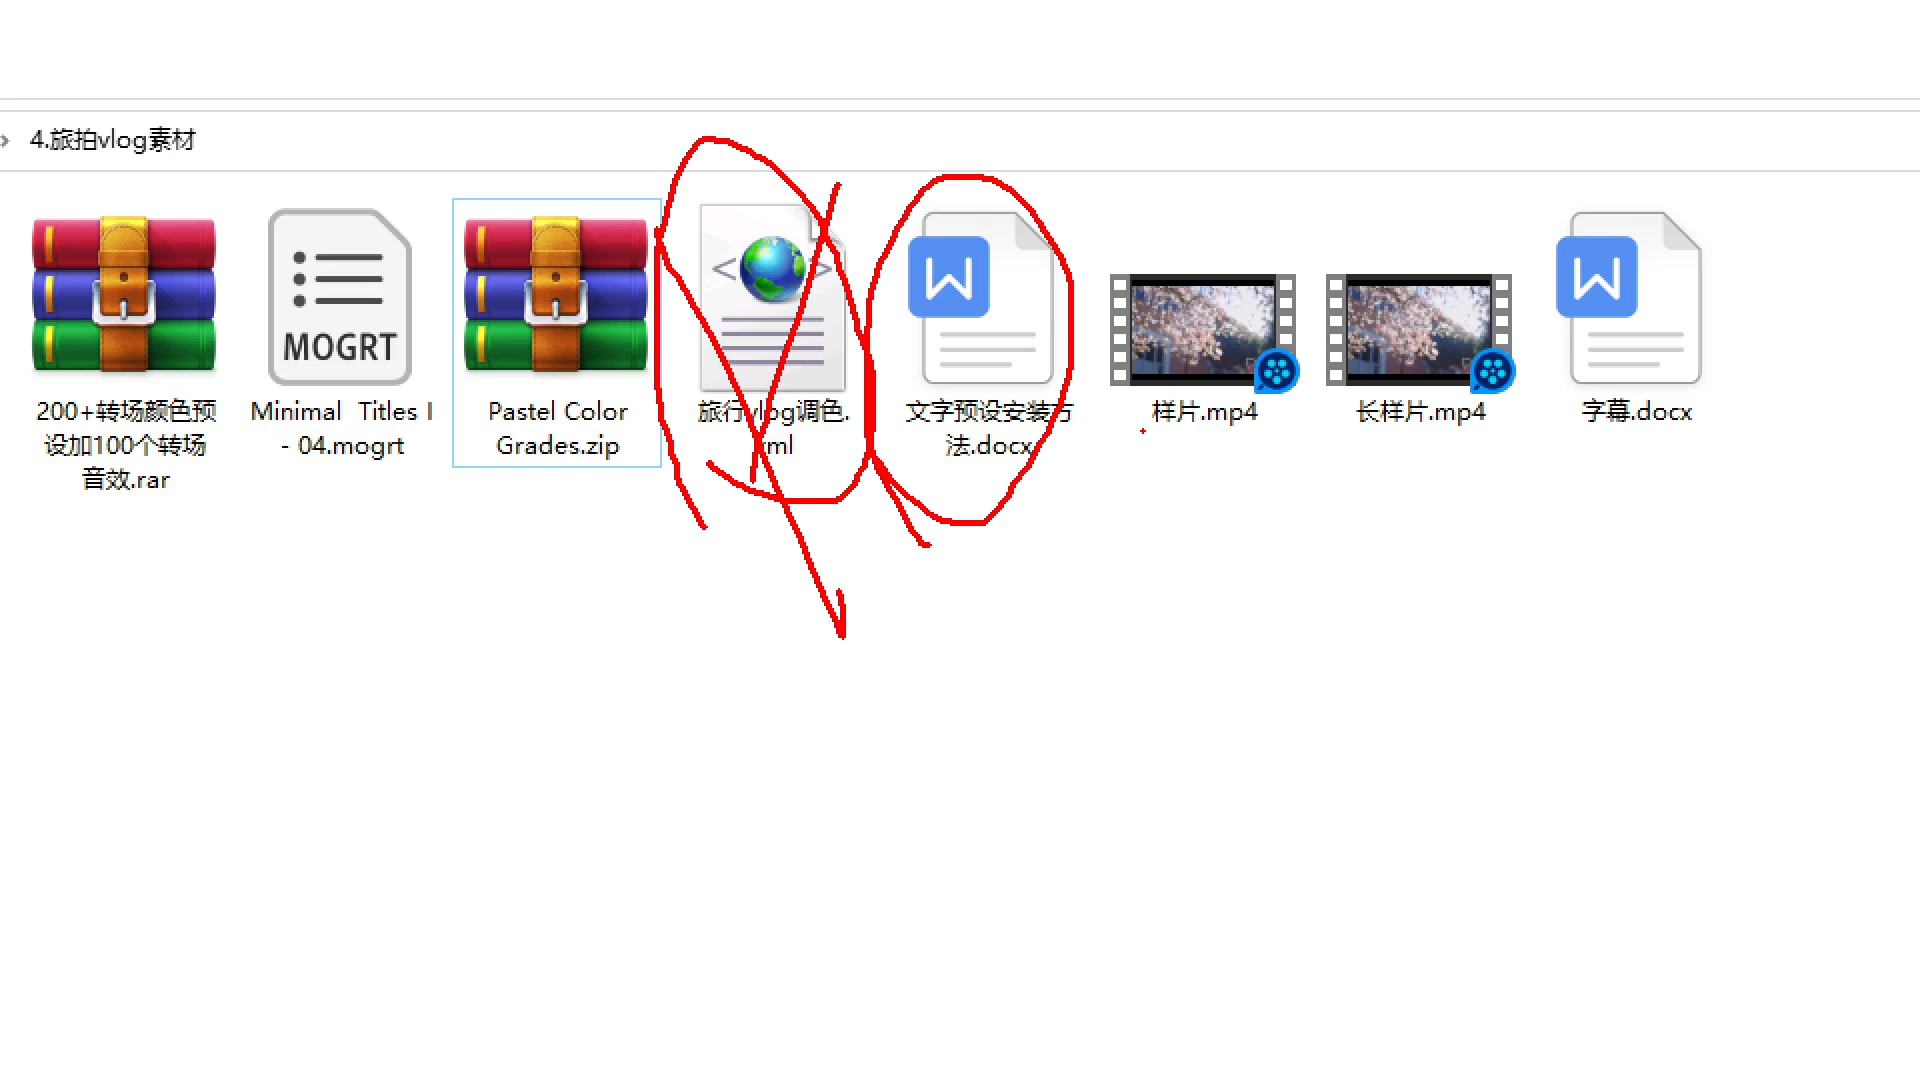 4.旅拍vlog素材
MOGRT
200+转场颜色预
设加100个转场
音效.rar
Minimal Titles I
- 04.mogrt
Pastel Color
Grades.zip
旅行vlog调色.
xml
文字预设安装方
法.docx
样片.mp4
长样片.mp4
字幕.docx